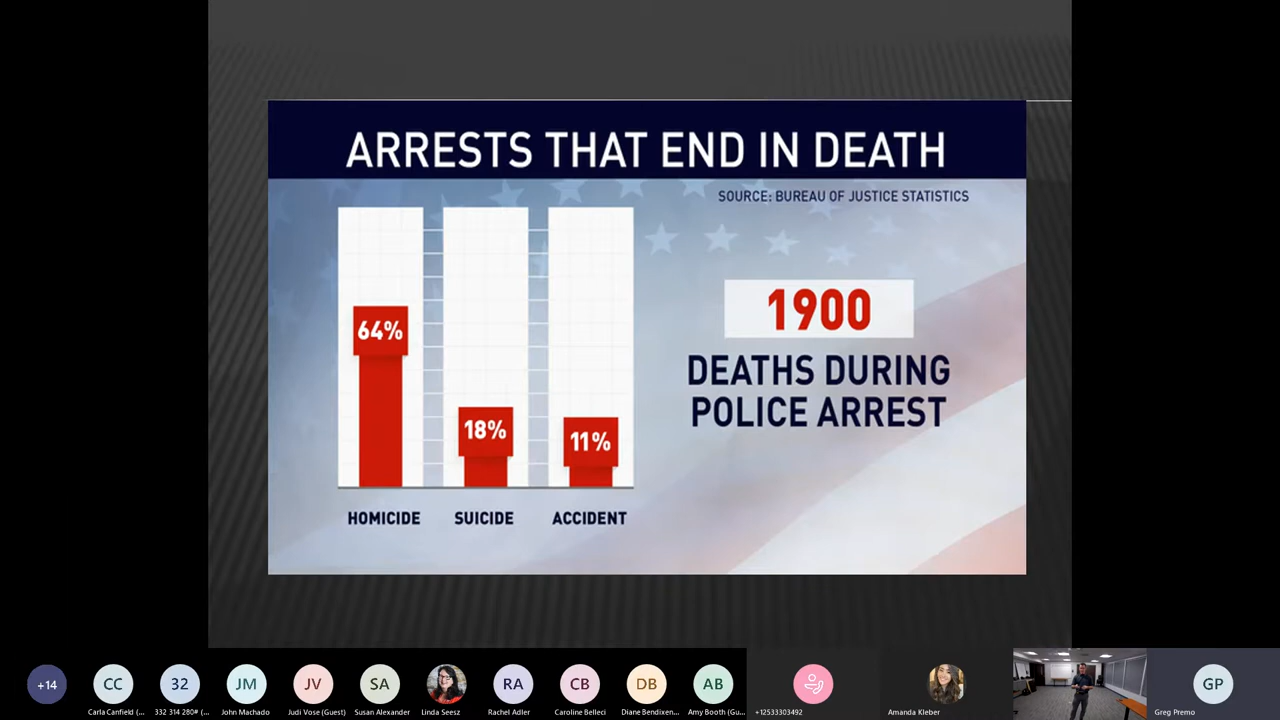 ARRESTS THAT END IN DEATH
SOURCE: BUREAU OF JUSTICE STATISTICS
64%
18%
11%
HOMICIDE
SUICIDE
ACCIDENT
1900
DEATHS DURING
POLICE ARREST
+14
CC
32
JM
JV
SA
RA
CB
DB
AB
GP
Carla Canfield (...
332 314 280# (...
John Machado
Judi Vose (Guest)
Susan Alexander
Linda Seesz
Rachel Adler
Caroline Belleci
Diane Bendixen...
Amy Booth (Gu...
+12533303492
Amanda Kleber
Greg Premo